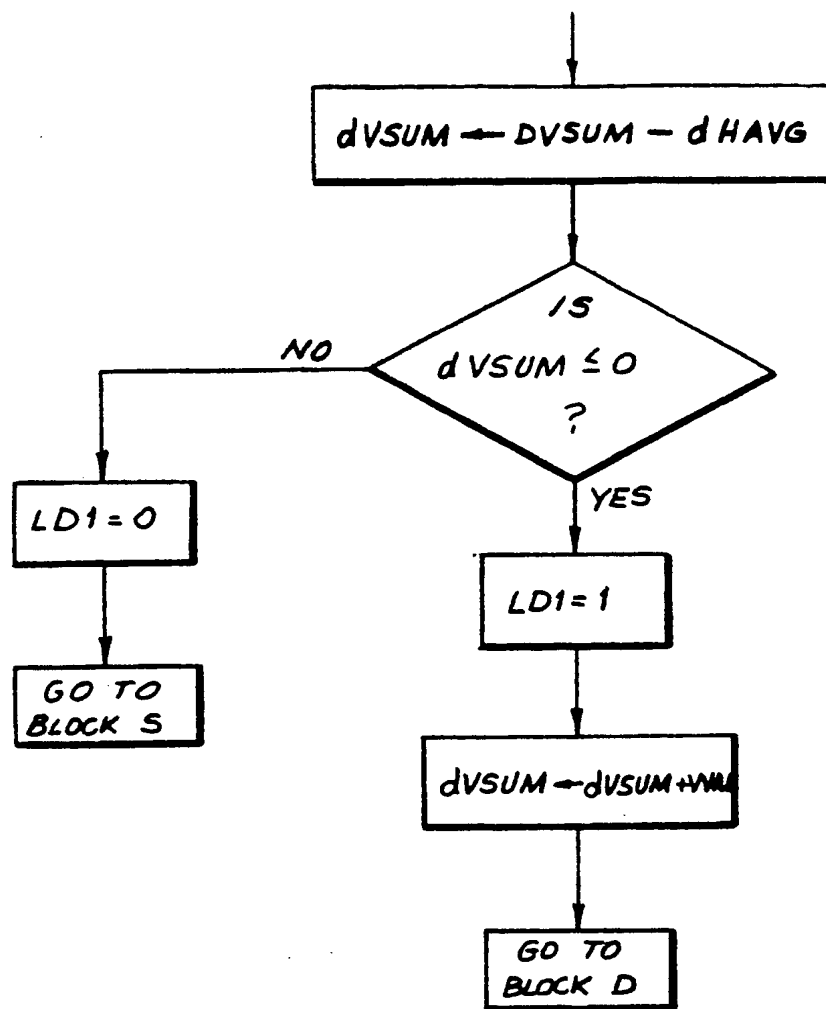 dVSUM ← DVSUM — dHAVG
IS
dVSUM ≤ 0
?
NO
YES
LD1 = 0
LD1 = 1
GO TO
BLOCK S
dVSUM ← dVSUM +
GO TO
BLOCK D